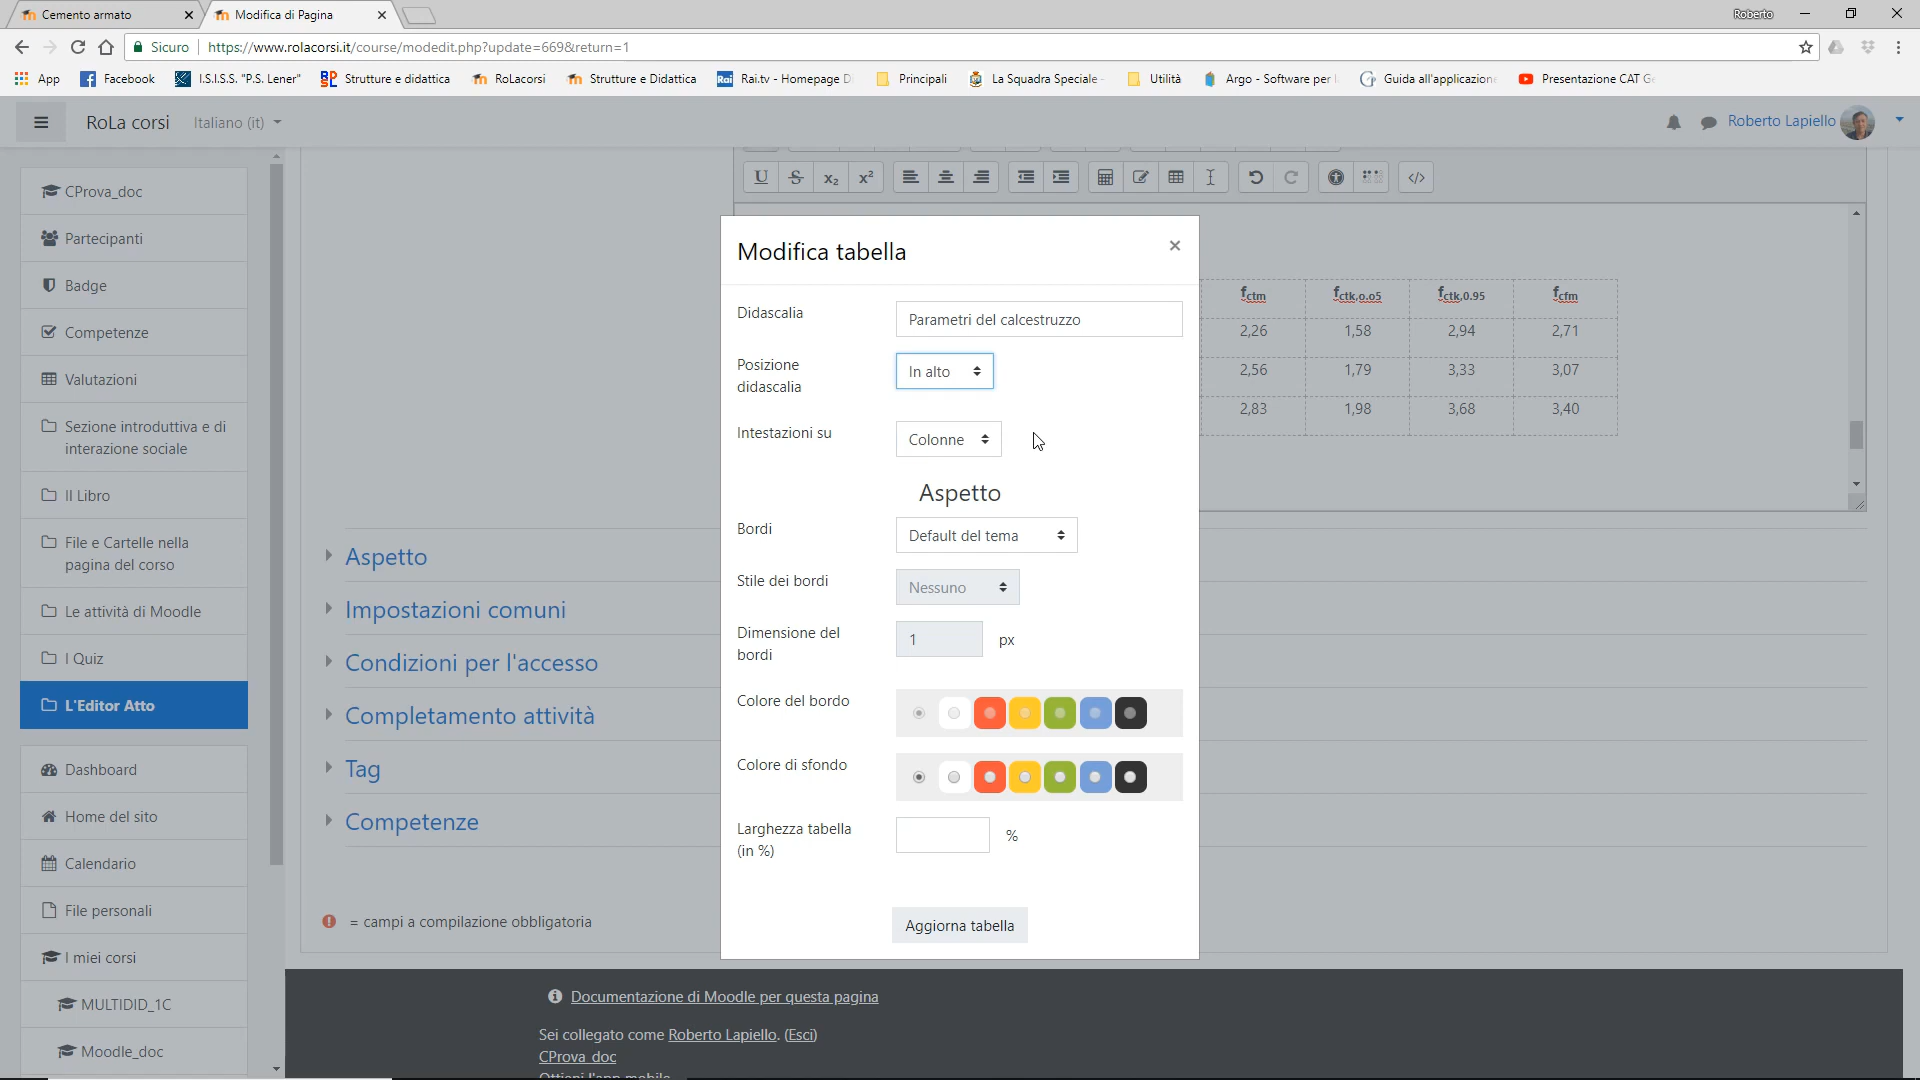 Cemento armato
Modifica di Pagina
Roberto
Sicuro
https://www.rolacorsi.it/course/modedit.php?update=669&return=1
App
Facebook
I.S.I.S.S. "P.S. Lener"
Strutture e didattica
RoLacorsi
Strutture e Didattica
Rai.tv - Homepage
Principali
La Squadra Speciale
Utilità
Argo - Software per
Guida all'applicazion
Presentazione CAT
RoLa corsi
Italiano (it)
Roberto Lapiello
CProva_doc
Partecipanti
Badge
Competenze
Valutazioni
Sezione introduttiva e di
interazione sociale
Il Libro
File e Cartelle nella
pagina del corso
Le attività di Moodle
I Quiz
L'Editor Atto
Dashboard
Home del sito
Calendario
File personali
I miei corsi
MULTIDID_1C
Moodle_doc
U S x₂ x²
Modifica tabella
Didascalia
Parametri del calcestruzzo
Posizione
didascalia
In alto
Intestazioni su
Colonne
Aspetto
Bordi
Default del tema
Stile dei bordi
Nessuno
Dimensione del
bordi
1
px
Colore del bordo
Colore di sfondo
Larghezza tabella
(in %)
%
Aggiorna tabella
fctm fctk,o.o5 fctk,0.95 fcfm
2,26 1,58 2,94 2,71
2,56 1,79 3,33 3,07
2,83 1,98 3,68 3,40
Aspetto
Impostazioni comuni
Condizioni per l'accesso
Completamento attività
Tag
Competenze
= campi a compilazione obbligatoria
Documentazione di Moodle per questa pagina
Sei collegato come Roberto Lapiello. (Esci)
CProva_doc
Ottieni l'app mobile